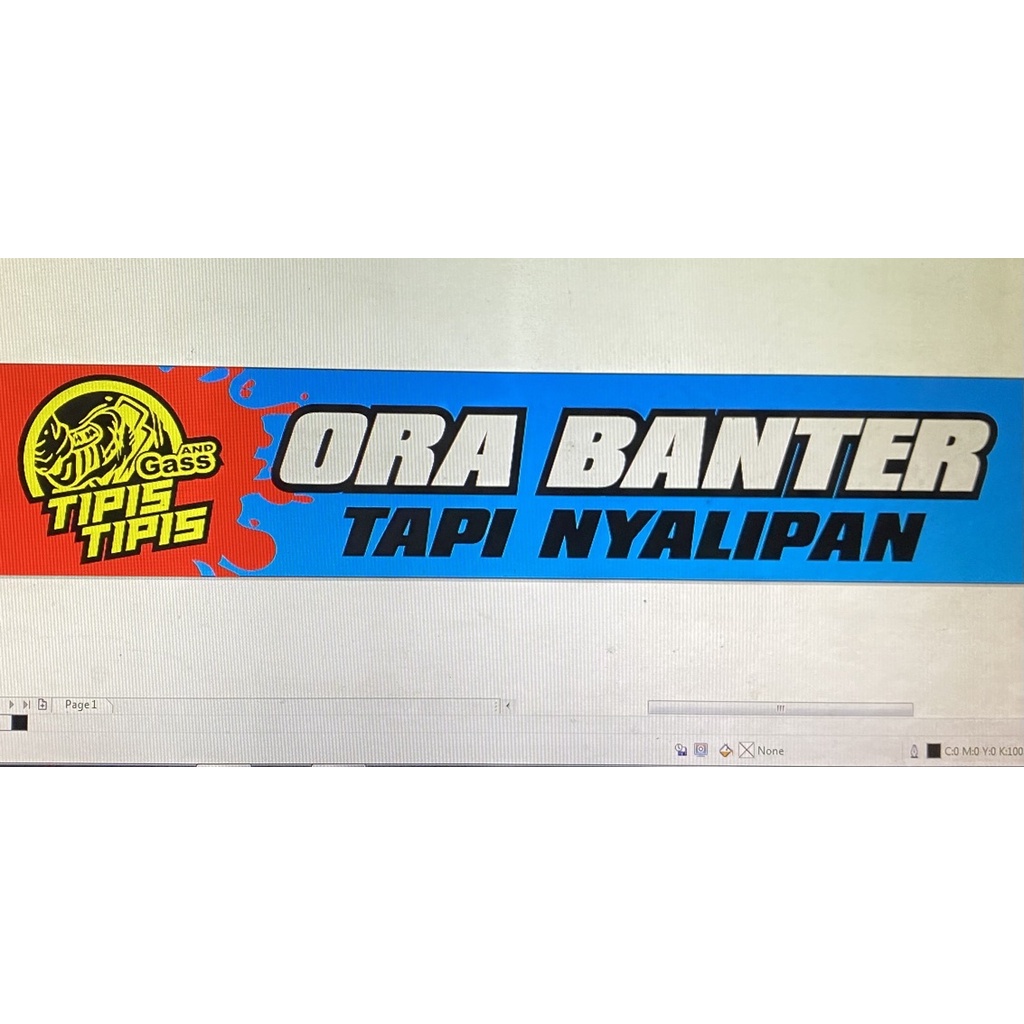 AND
Gass
TIPIS
TIPIS
ORA BANTER
TAPI NYALIPAN
Page 1
None
C:0 M:0 Y:0 K:100